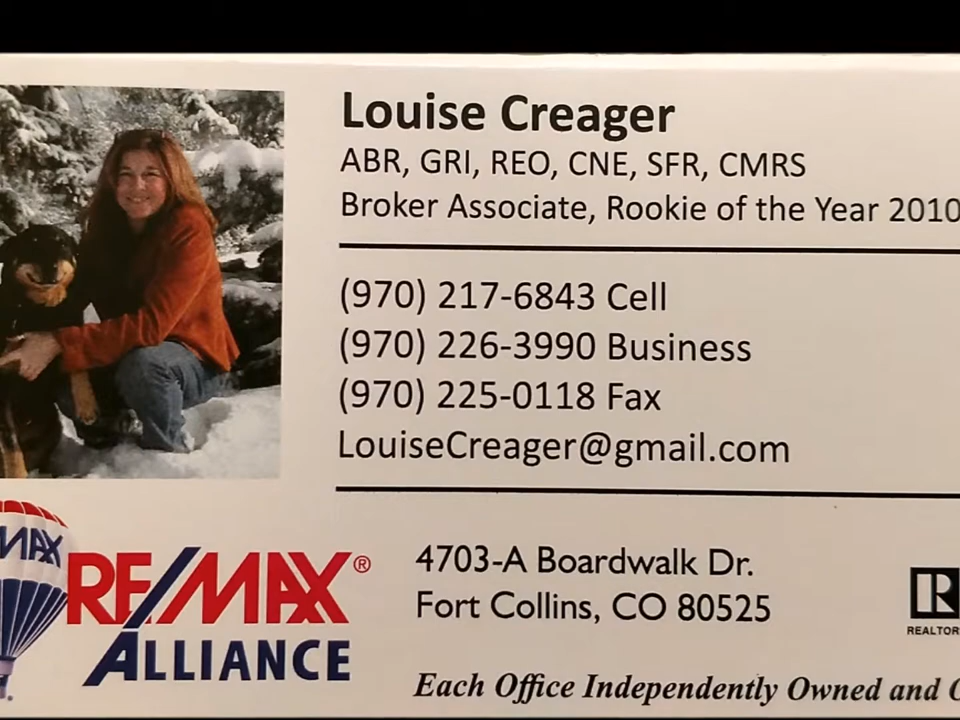 Louise Creager
ABR, GRI, REO, CNE, SFR, CMRS
Broker Associate, Rookie of the Year 2010
(970) 217-6843 Cell
(970) 226-3990 Business
(970) 225-0118 Fax
LouiseCreager@gmail.com
MAX
RE/MAX®
ALLIANCE
4703-A Boardwalk Dr.
Fort Collins, CO 80525
R
REALTOR
Each Office Independently Owned and